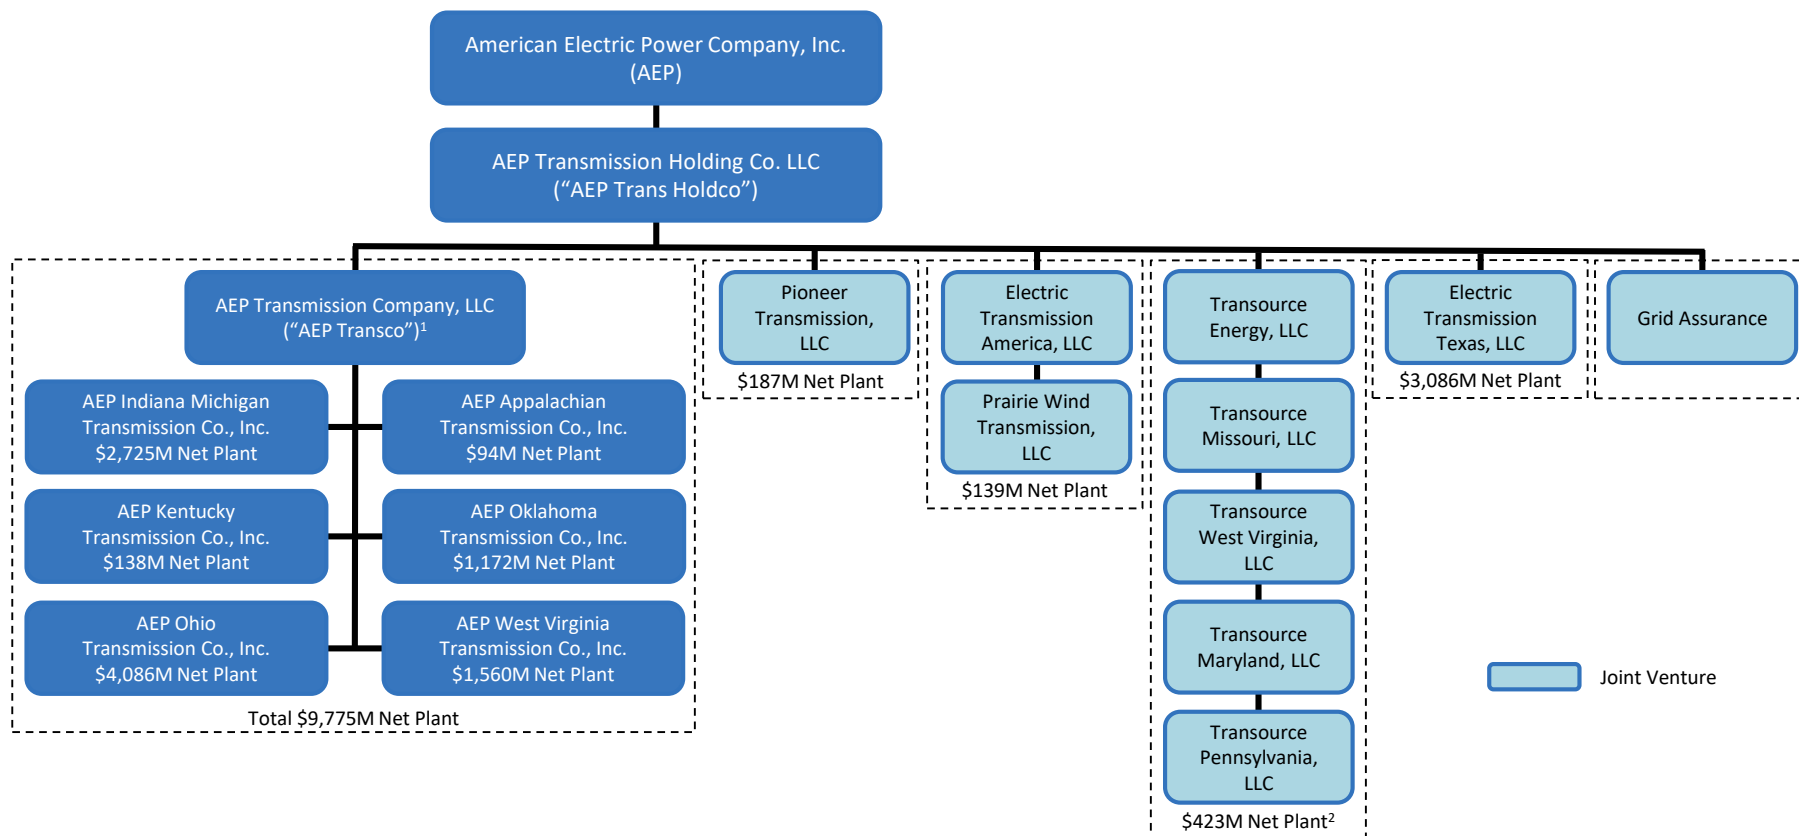 American Electric Power Company, Inc.
(AEP)
AEP Transmission Holding Co. LLC
(“AEP Trans Holdco”)
AEP Transmission Company, LLC
(“AEP Transco”)1
AEP Indiana Michigan
Transmission Co., Inc.
$2,725M Net Plant
AEP Appalachian
Transmission Co., Inc.
$94M Net Plant
AEP Kentucky
Transmission Co., Inc.
$138M Net Plant
AEP Oklahoma
Transmission Co., Inc.
$1,172M Net Plant
AEP Ohio
Transmission Co., Inc.
$4,086M Net Plant
AEP West Virginia
Transmission Co., Inc.
$1,560M Net Plant
Total $9,775M Net Plant
Pioneer
Transmission,
LLC
$187M Net Plant
Electric
Transmission
America, LLC
Prairie Wind
Transmission,
LLC
$139M Net Plant
Transource
Energy, LLC
Transource
Missouri, LLC
Transource
West Virginia,
LLC
Transource
Maryland, LLC
Transource
Pennsylvania,
LLC
$423M Net Plant2
Electric
Transmission
Texas, LLC
$3,086M Net Plant
Grid Assurance
Joint Venture